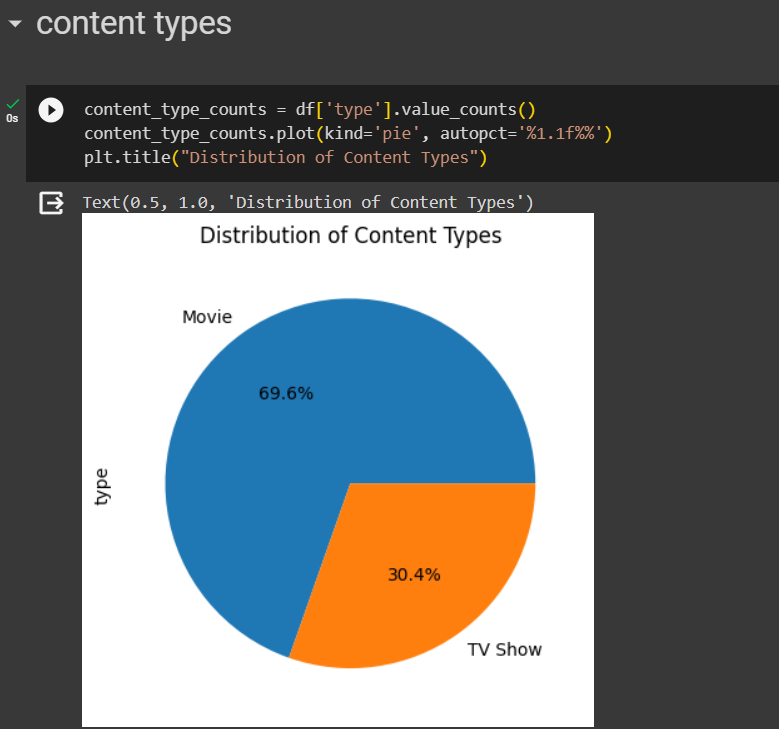 content types
0s
content_type_counts = df['type'].value_counts()
content_type_counts.plot(kind='pie', autopct='%1.1f%%')
plt.title("Distribution of Content Types")
Text(0.5, 1.0, 'Distribution of Content Types')
Distribution of Content Types
Movie
69.6%
type
30.4%
TV Show